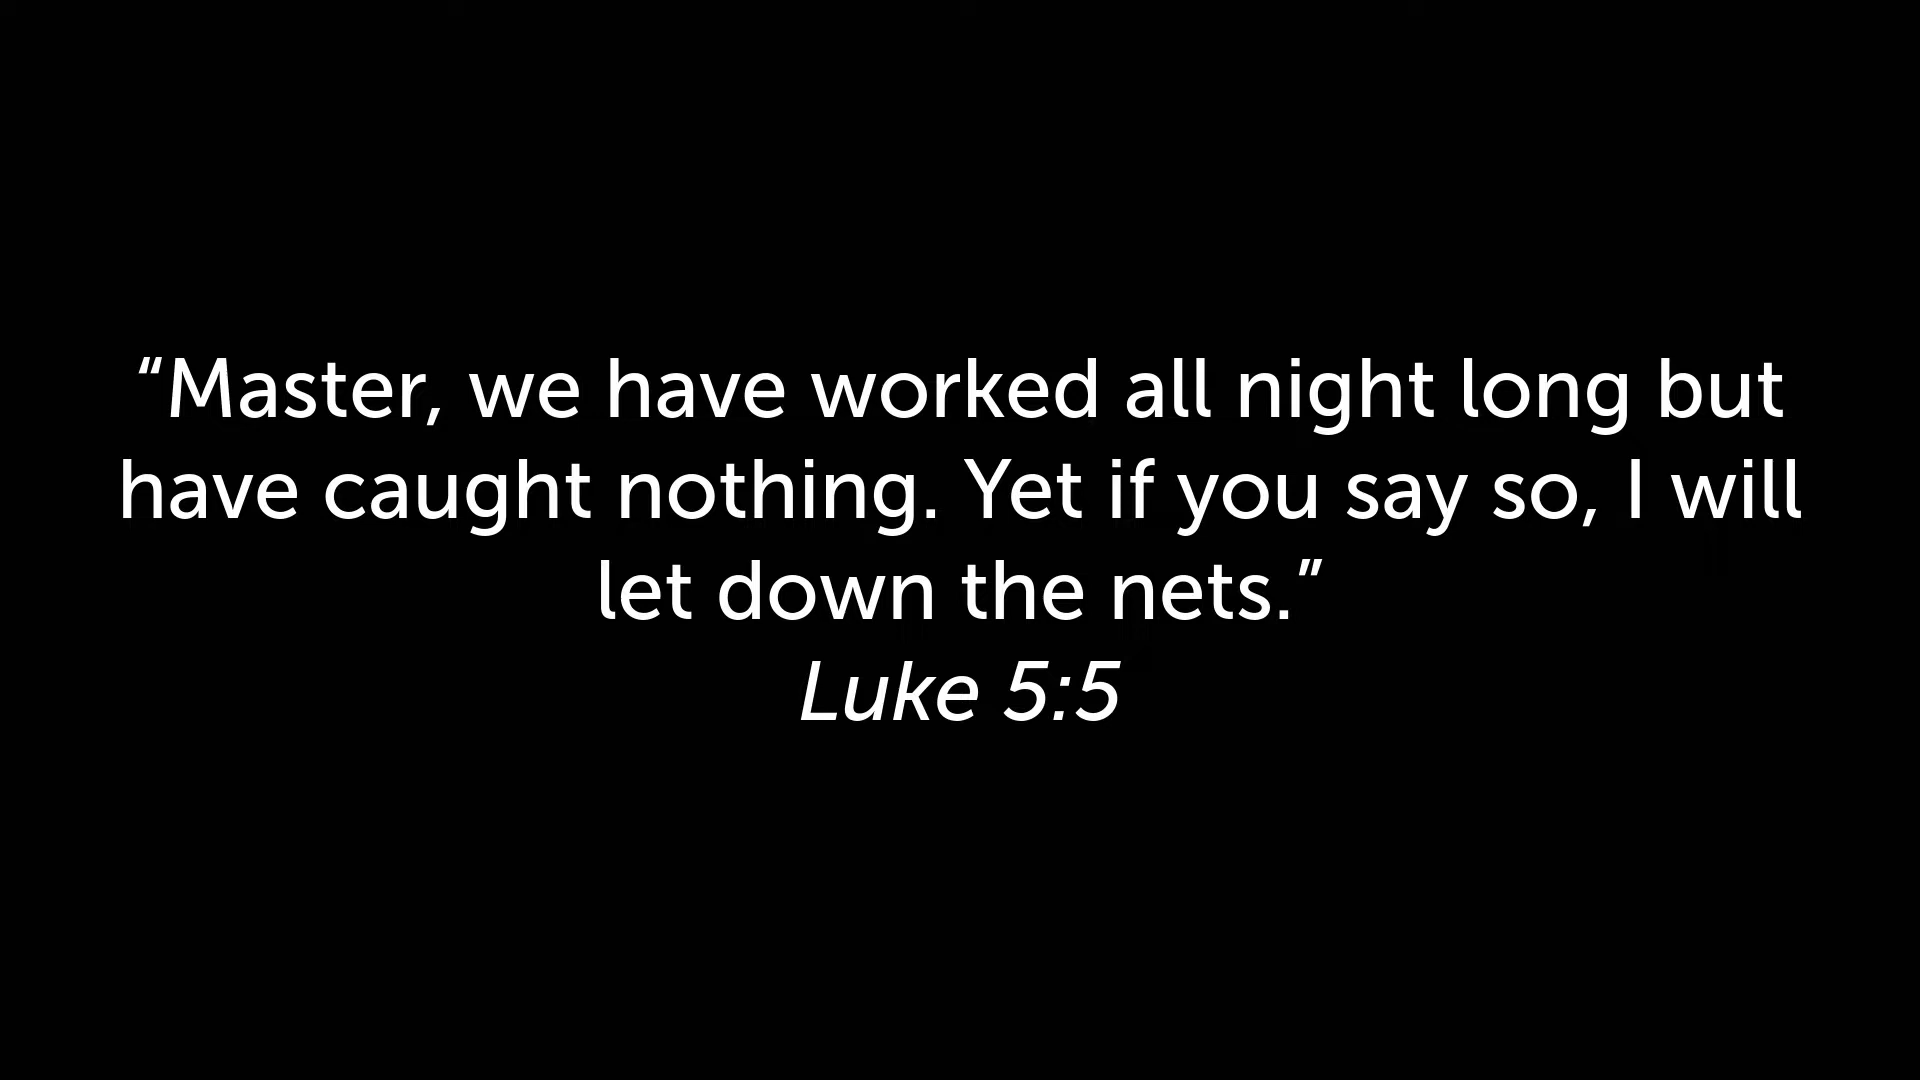 “Master, we have worked all night long but
have caught nothing. Yet if you say so, I will
let down the nets.”
Luke 5:5